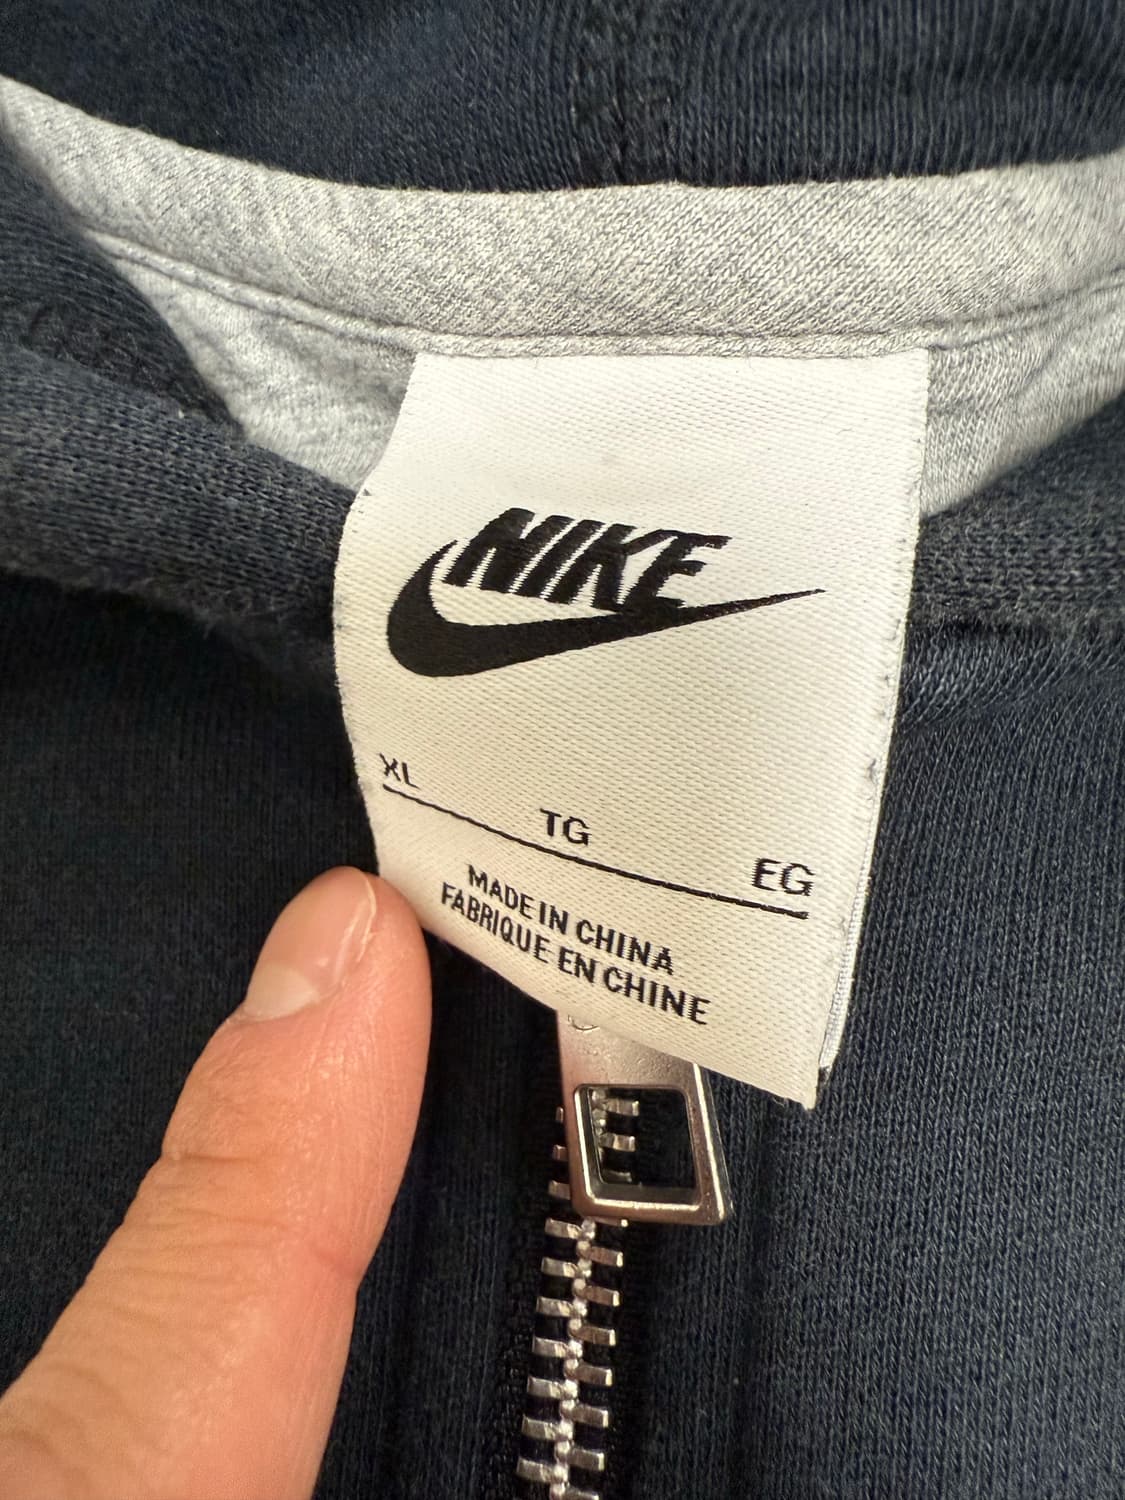 NIKE
XL TG EG
MADE IN CHINA
FABRIQUE EN CHINE